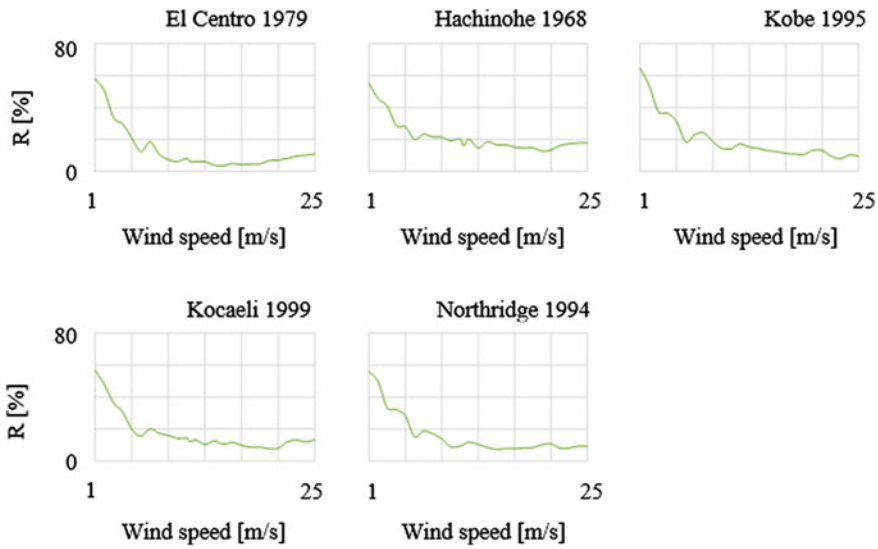 El Centro 1979
Hachinohe 1968
Kobe 1995
80
R [%]
0
1 25
1 25
1 25
Wind speed [m/s]
Wind speed [m/s]
Wind speed [m/s]
Kocaeli 1999
Northridge 1994
80
R [%]
0
1 25
1 25
Wind speed [m/s]
Wind speed [m/s]